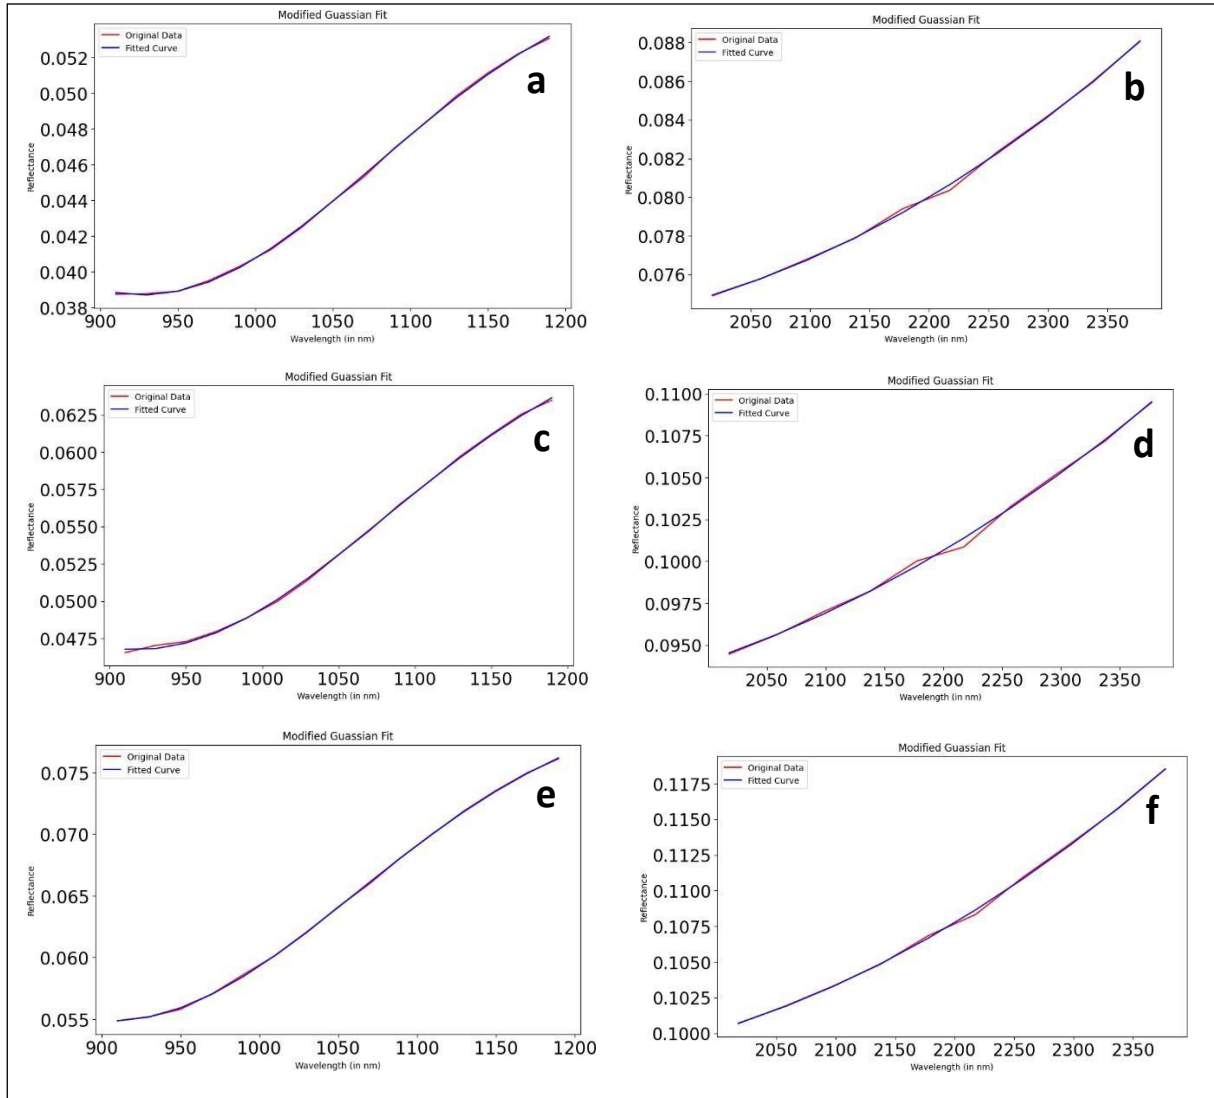 Modified Guassian Fit
Original Data
Fitted Curve
a
0.052
0.050
0.048
0.046
0.044
0.042
0.040
0.038
Reflectance
900 950 1000 1050 1100 1150 1200
Wavelength (in nm)
Modified Guassian Fit
Original Data
Fitted Curve
b
0.088
0.086
0.084
0.082
0.080
0.078
0.076
Reflectance
2050 2100 2150 2200 2250 2300 2350
Wavelength (in nm)
Modified Guassian Fit
Original Data
Fitted Curve
c
0.0625
0.0600
0.0575
0.0550
0.0525
0.0500
0.0475
Reflectance
900 950 1000 1050 1100 1150 1200
Wavelength (in nm)
Modified Guassian Fit
Original Data
Fitted Curve
d
0.1100
0.1075
0.1050
0.1025
0.1000
0.0975
0.0950
Reflectance
2050 2100 2150 2200 2250 2300 2350
Wavelength (in nm)
Modified Guassian Fit
Original Data
Fitted Curve
e
0.075
0.070
0.065
0.060
0.055
Reflectance
900 950 1000 1050 1100 1150 1200
Wavelength (in nm)
Modified Guassian Fit
Original Data
Fitted Curve
f
0.1175
0.1150
0.1125
0.1100
0.1075
0.1050
0.1025
0.1000
Reflectance
2050 2100 2150 2200 2250 2300 2350
Wavelength (in nm)